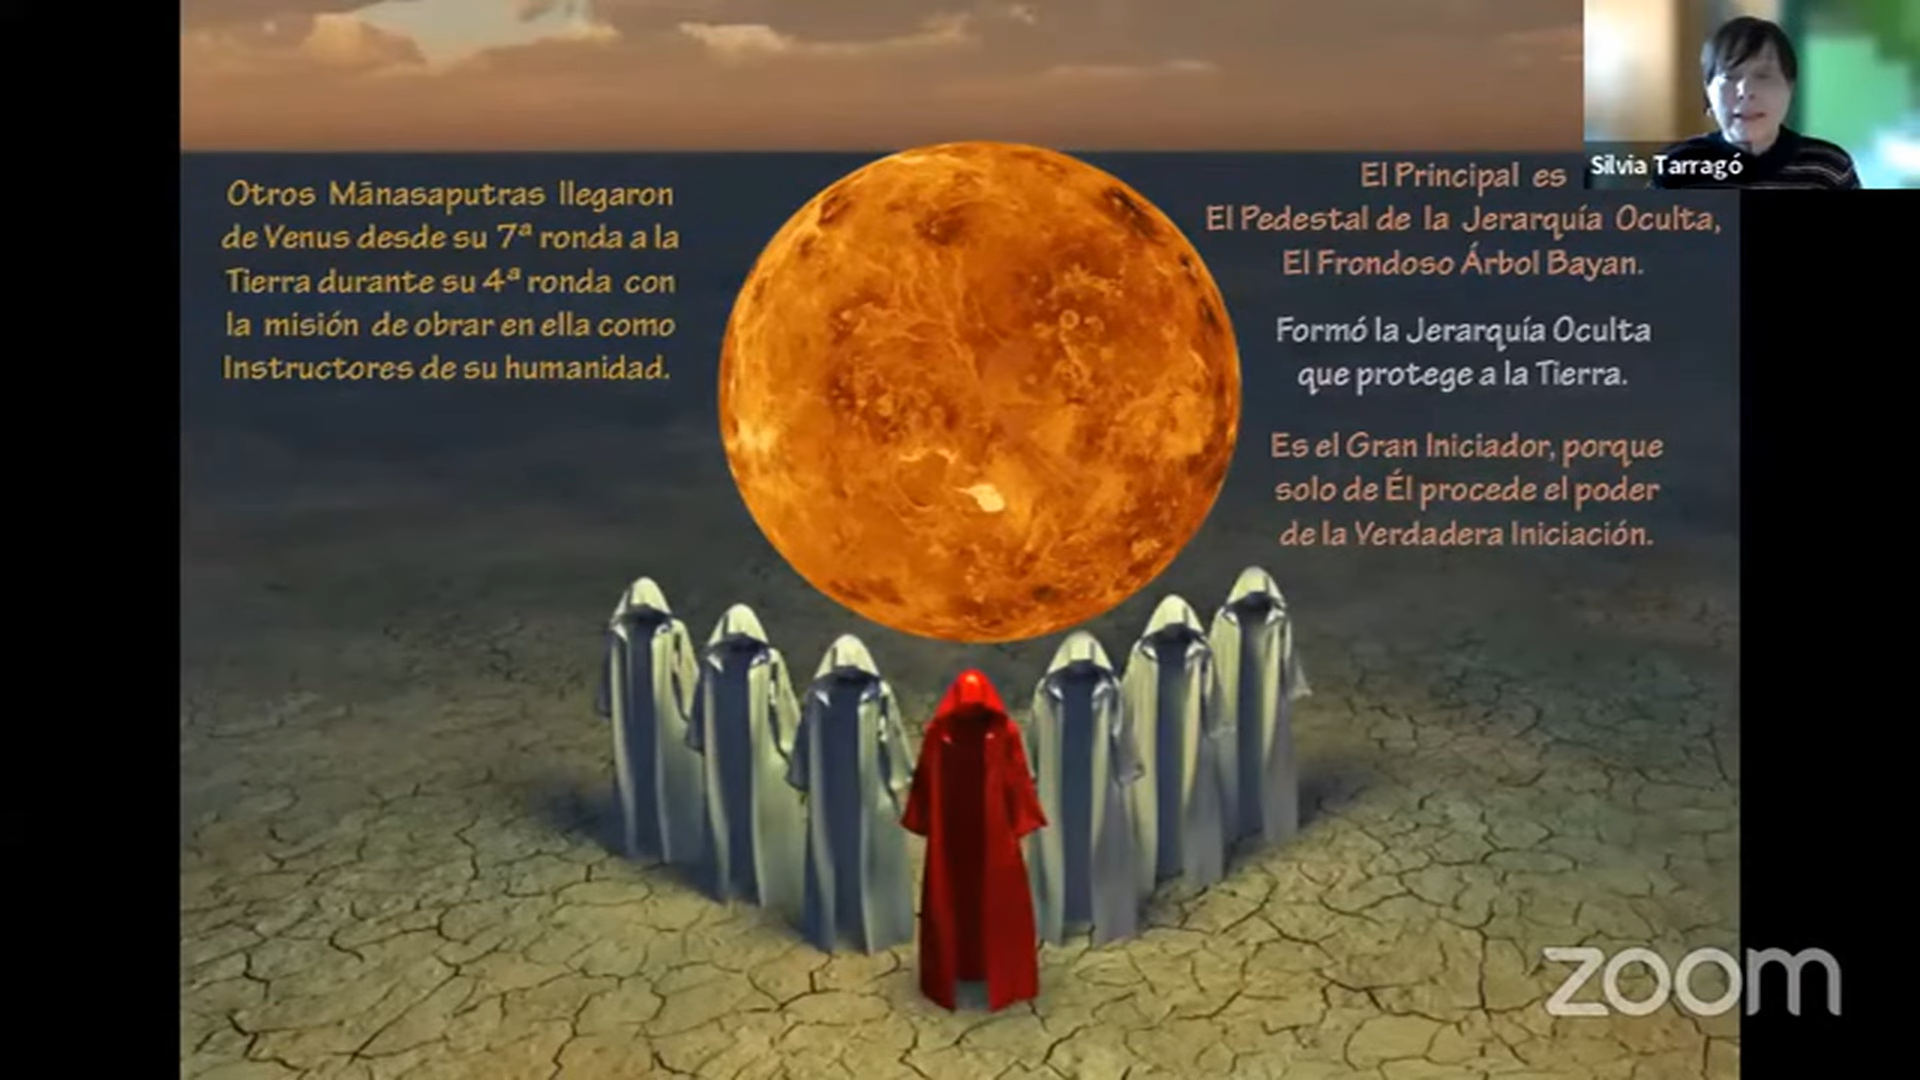 Otros Mānasaputras llegaron
de Venus desde su 7ª ronda a la
Tierra durante su 4ª ronda con
la misión de obrar en ella como
Instructores de su humanidad.
El Principal es
El Pedestal de la Jerarquía Oculta,
El Frondoso Árbol Bayan.
Formó la Jerarquía Oculta
que protege a la Tierra.
Es el Gran Iniciador, porque
solo de Él procede el poder
de la Verdadera Iniciación.
Silvia Tarragó
zoom